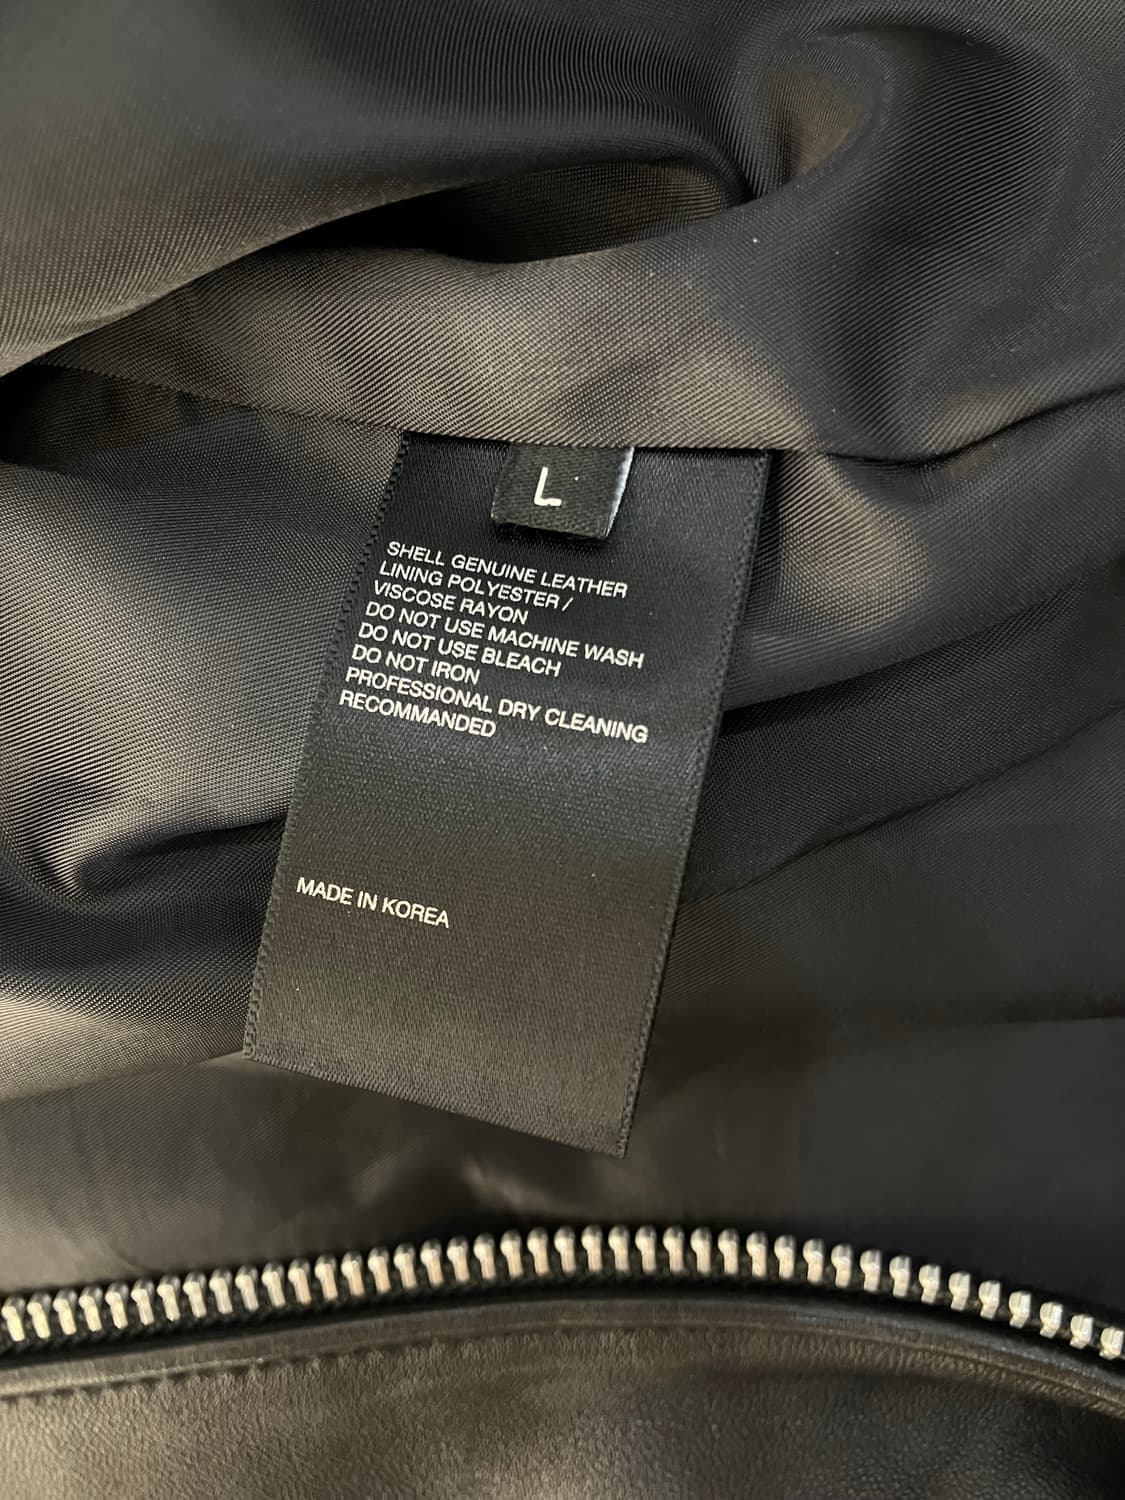 L
SHELL GENUINE LEATHER
LINING POLYESTER /
VISCOSE RAYON
DO NOT USE MACHINE WASH
DO NOT USE BLEACH
DO NOT IRON
PROFESSIONAL DRY CLEANING
RECOMMANDED
MADE IN KOREA